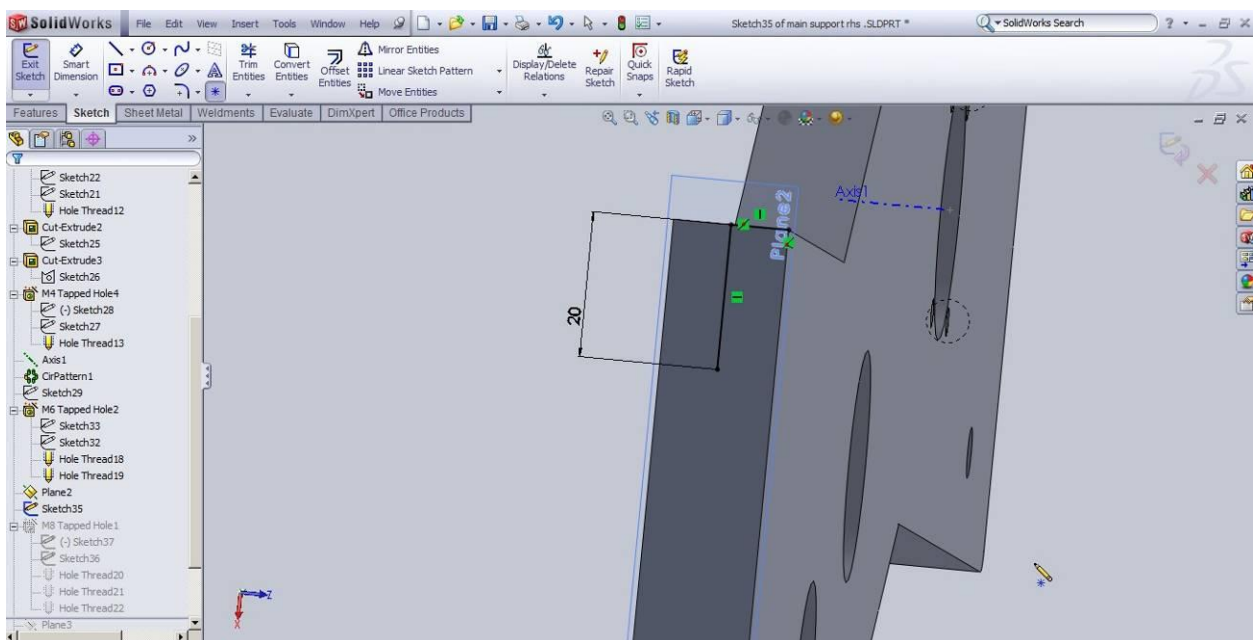 SolidWorks File Edit View Insert Tools Window Help Sketch35 of main support rhs .SLDPRT * SolidWorks Search ?
Exit Sketch
Smart Dimension
Trim Entities
Convert Entities
Offset Entities
Mirror Entities
Linear Sketch Pattern
Move Entities
Display/Delete Relations
Repair Sketch
Quick Snaps
Rapid Sketch
Features Sketch Sheet Metal Weldments Evaluate DimXpert Office Products
Sketch22
Sketch21
Hole Thread12
Cut-Extrude2
Sketch25
Cut-Extrude3
Sketch26
M4 Tapped Hole4
(-) Sketch28
Sketch27
Hole Thread13
Axis1
CirPattern1
Sketch29
M6 Tapped Hole2
Sketch33
Sketch32
Hole Thread18
Hole Thread19
Plane2
Sketch35
M8 Tapped Hole1
(-) Sketch37
Sketch36
Hole Thread20
Hole Thread21
Hole Thread22
Plane3
Axis1
Plane2
20
Z
X